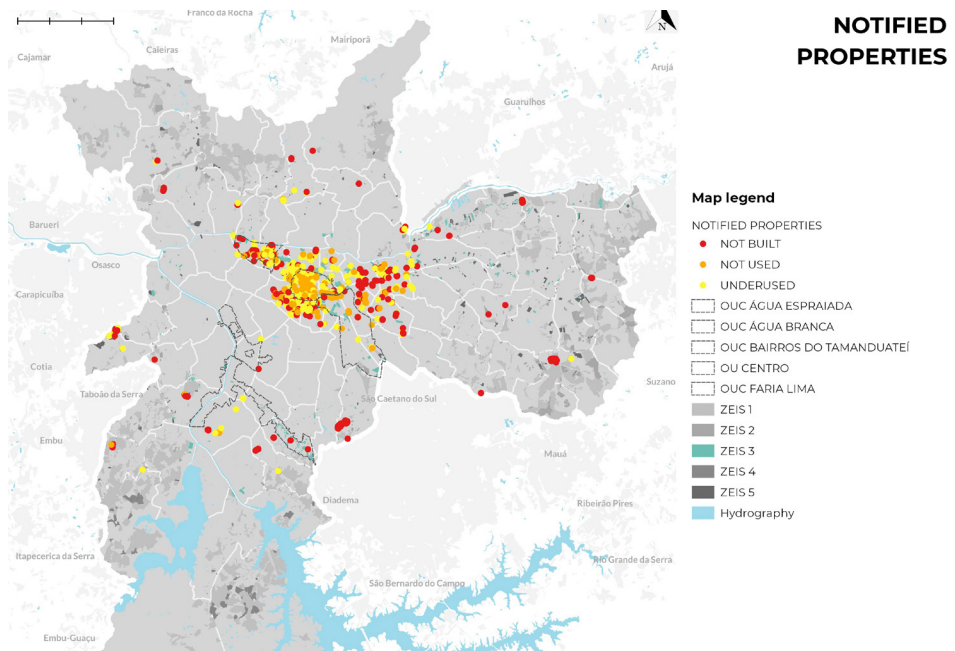 NOTIFIED
PROPERTIES
Franco da Rocha
Mairiporã
Caleiras
Cajamar
N
Arujá
Guarulhos
Barueri
Osasco
Carapicuíba
Cotia
Taboão da Serra
São Caetano do Sul
Suzano
Embu
Mauá
Diadema
Ribeirão Pires
Itapecerica da Serra
Rio Grande da Serra
São Bernardo do Campo
Embu-Guaçu
Map legend
NOTIFIED PROPERTIES
NOT BUILT
NOT USED
UNDERUSED
OUC ÁGUA ESPRAIADA
OUC ÁGUA BRANCA
OUC BAIRROS DO TAMANDUATEÍ
OU CENTRO
OUC FARIA LIMA
ZEIS 1
ZEIS 2
ZEIS 3
ZEIS 4
ZEIS 5
Hydrography